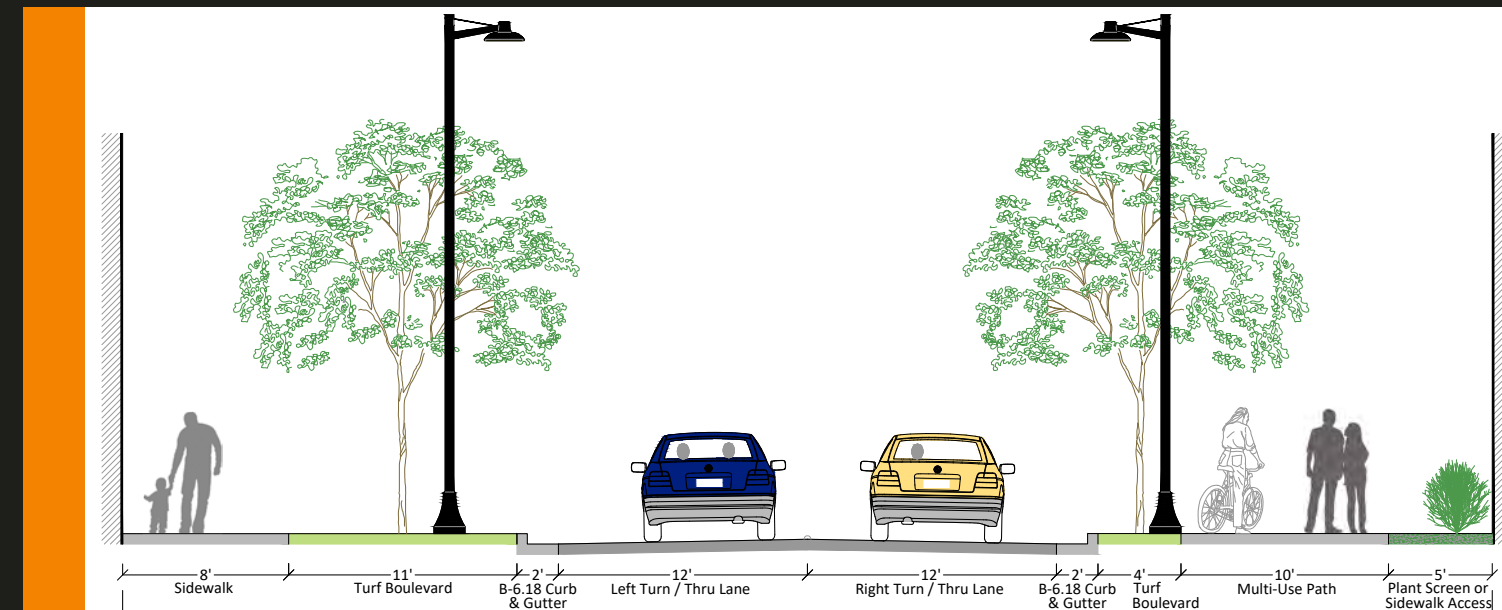 8' 11' 2' 12' 12' 2' 4' 10' 5'
Sidewalk
Turf Boulevard
B-6.18 Curb
& Gutter
Left Turn / Thru Lane
Right Turn / Thru Lane
B-6.18 Curb
& Gutter
Turf
Boulevard
Multi-Use Path
Plant Screen or
Sidewalk Access